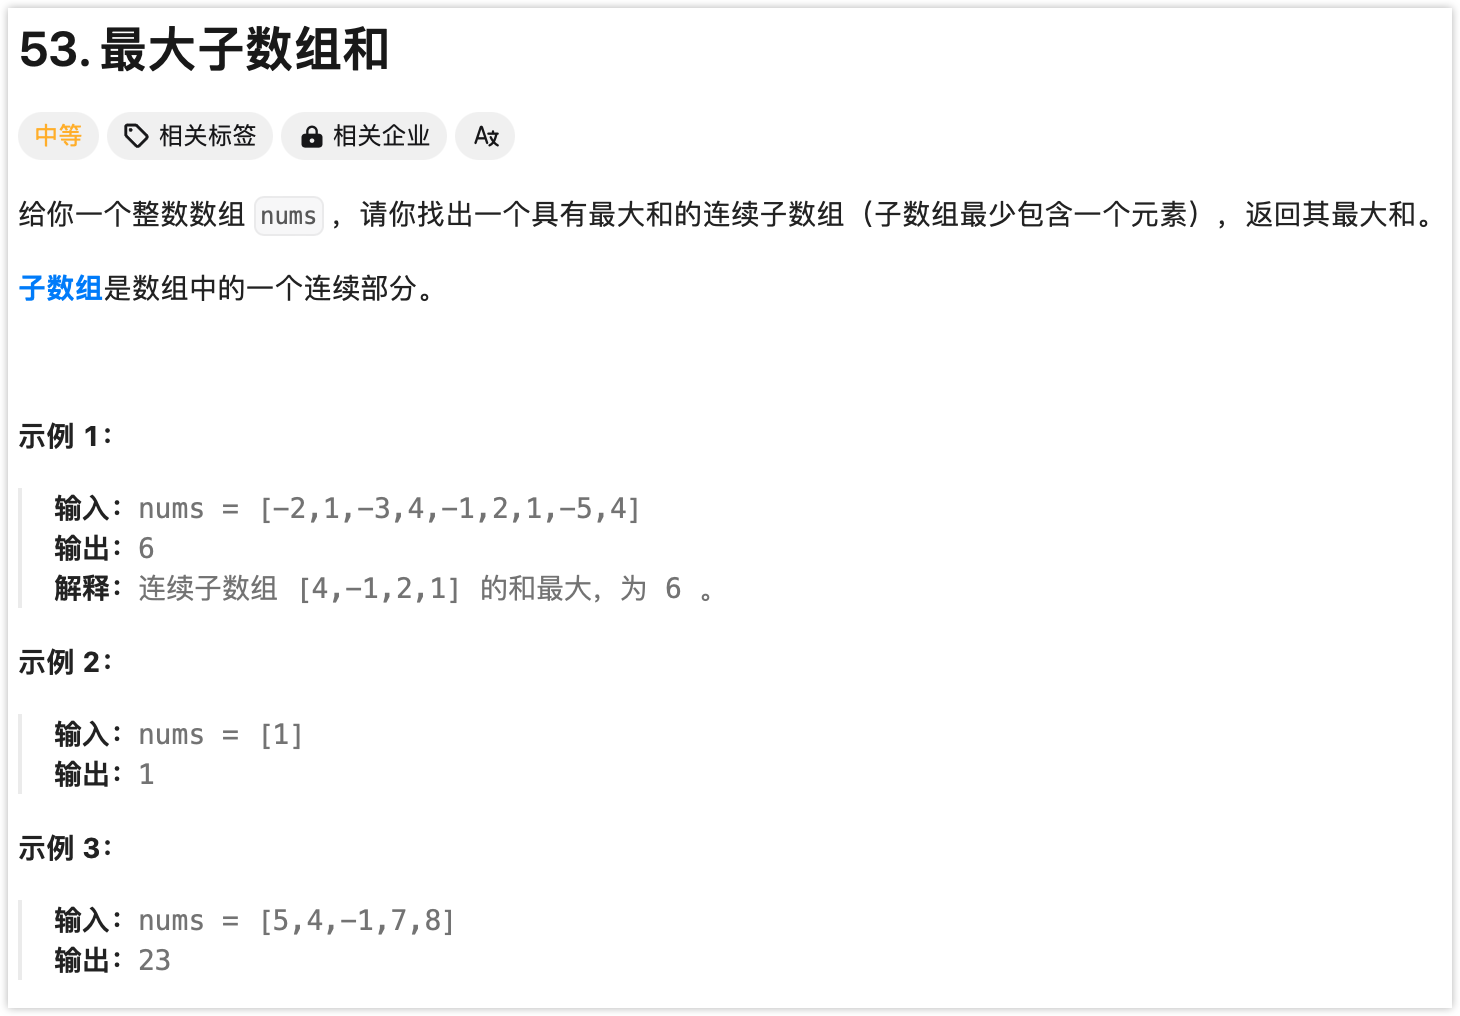 53. 最大子数组和
中等 相关标签 相关企业 A文
给你一个整数数组 nums ，请你找出一个具有最大和的连续子数组（子数组最少包含一个元素），返回其最大和。
子数组是数组中的一个连续部分。
示例 1：
输入：nums = [-2,1,-3,4,-1,2,1,-5,4]
输出：6
解释：连续子数组 [4,-1,2,1] 的和最大，为 6 。
示例 2：
输入：nums = [1]
输出：1
示例 3：
输入：nums = [5,4,-1,7,8]
输出：23